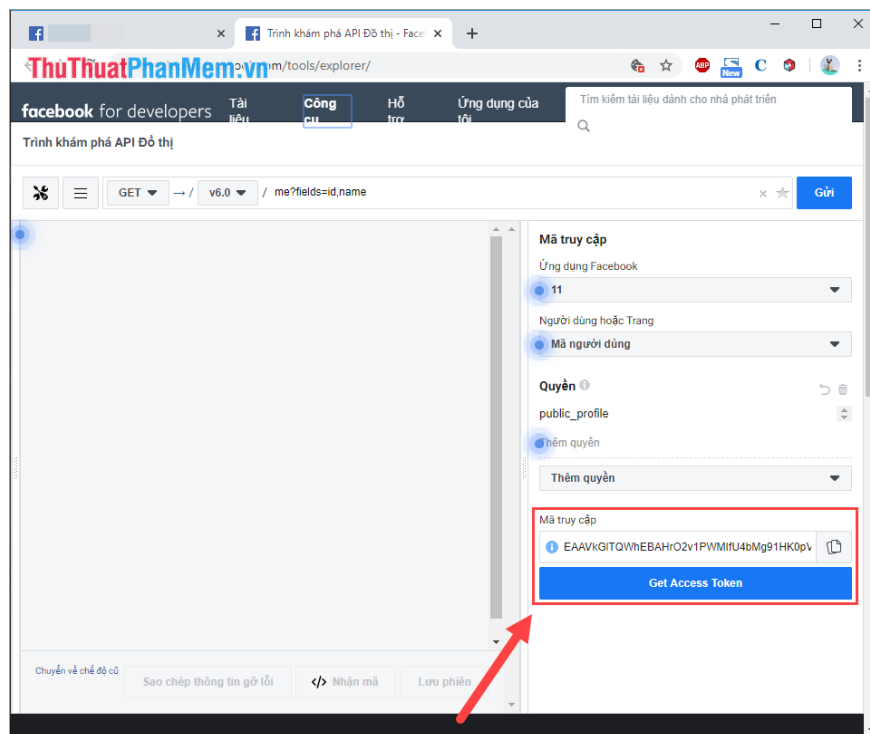 Trình khám phá API Đồ thị - Face
ThuThuatPhanMem.vn
om/tools/explorer/
ABP
New
facebook for developers
Tài liệu
Công cụ
Hỗ trợ
Ứng dụng của tôi
Tìm kiếm tài liệu dành cho nhà phát triển
Trình khám phá API Đồ thị
GET → / v6.0 / me?fields=id,name
Gửi
Mã truy cập
Ứng dụng Facebook
11
Người dùng hoặc Trang
Mã người dùng
Quyền
public_profile
Thêm quyền
Thêm quyền
Mã truy cập
EAAVkGlTQWhEBAHrO2v1PWMlfU4bMg91HK0pV
Get Access Token
Chuyển về chế độ cũ
Sao chép thông tin gỡ lỗi
</> Nhận mã
Lưu phiên